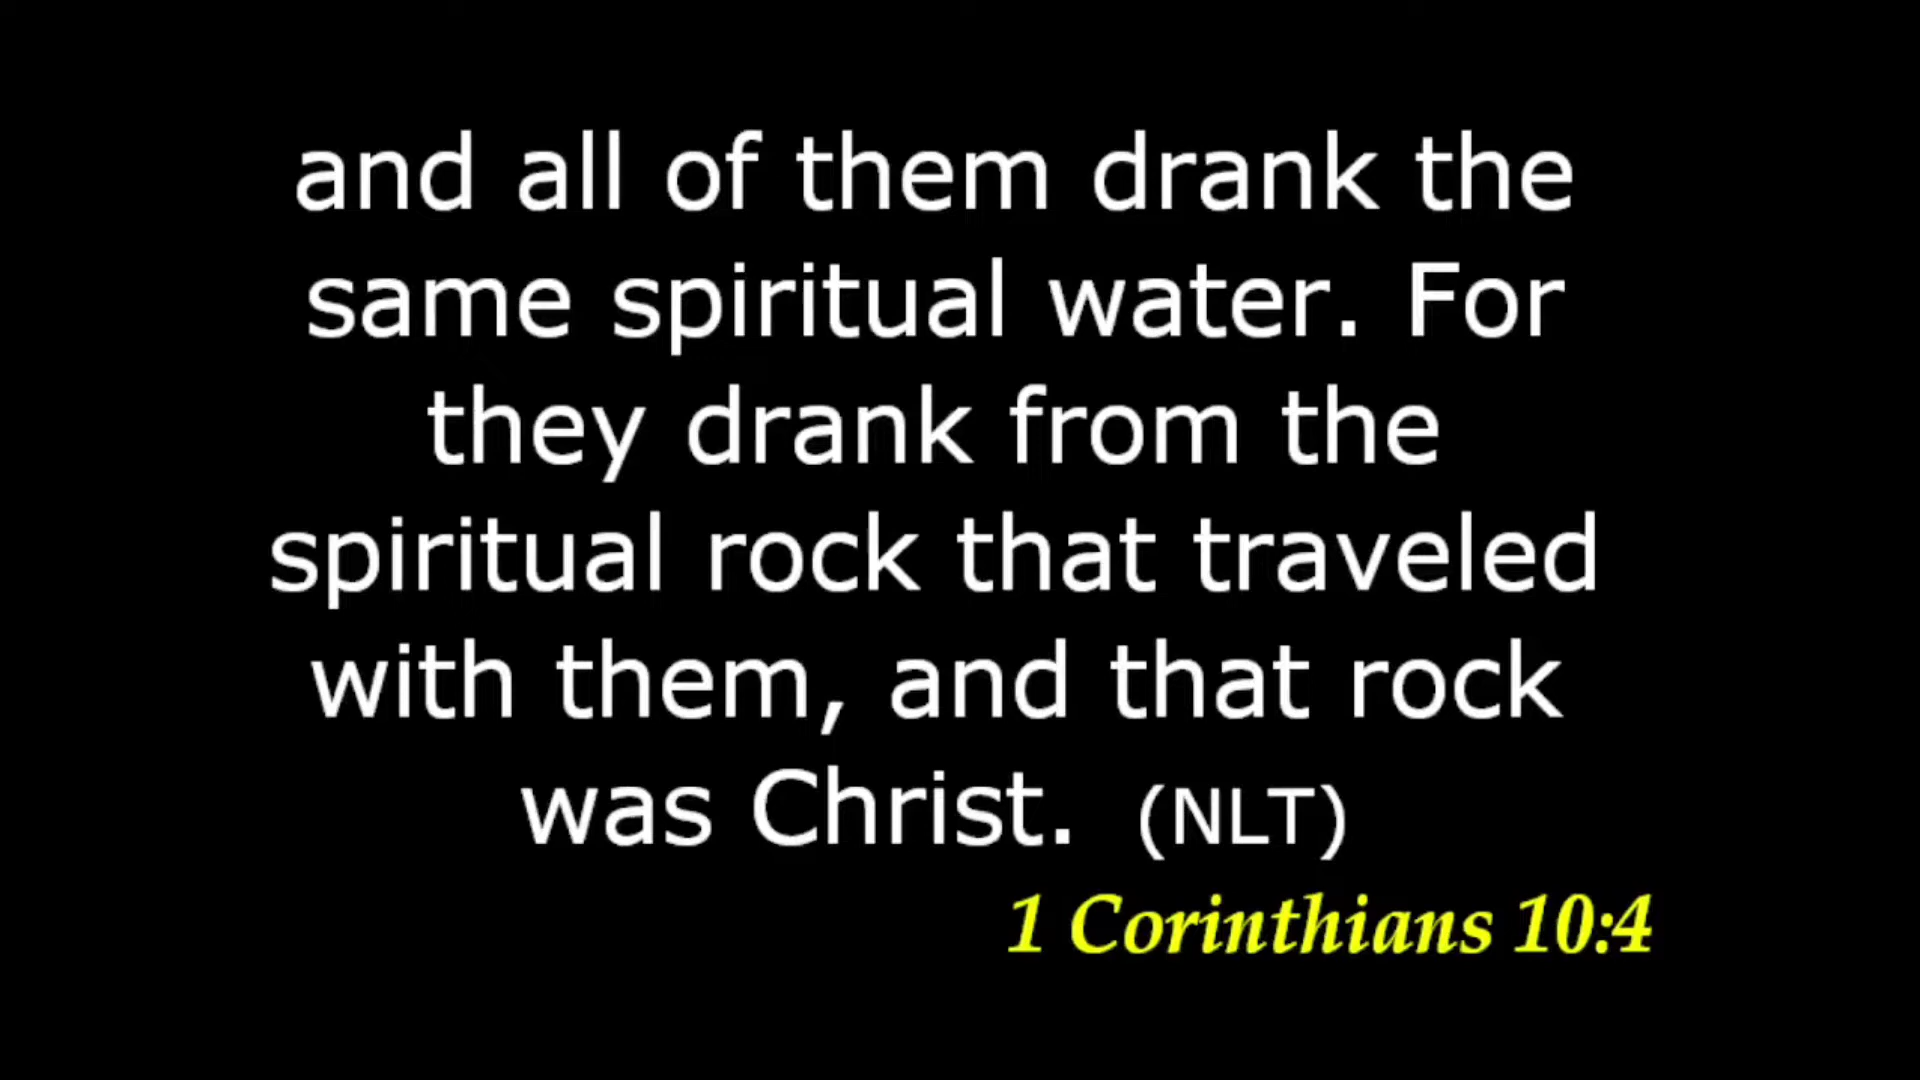 and all of them drank the
same spiritual water. For
they drank from the
spiritual rock that traveled
with them, and that rock
was Christ. (NLT)
1 Corinthians 10:4